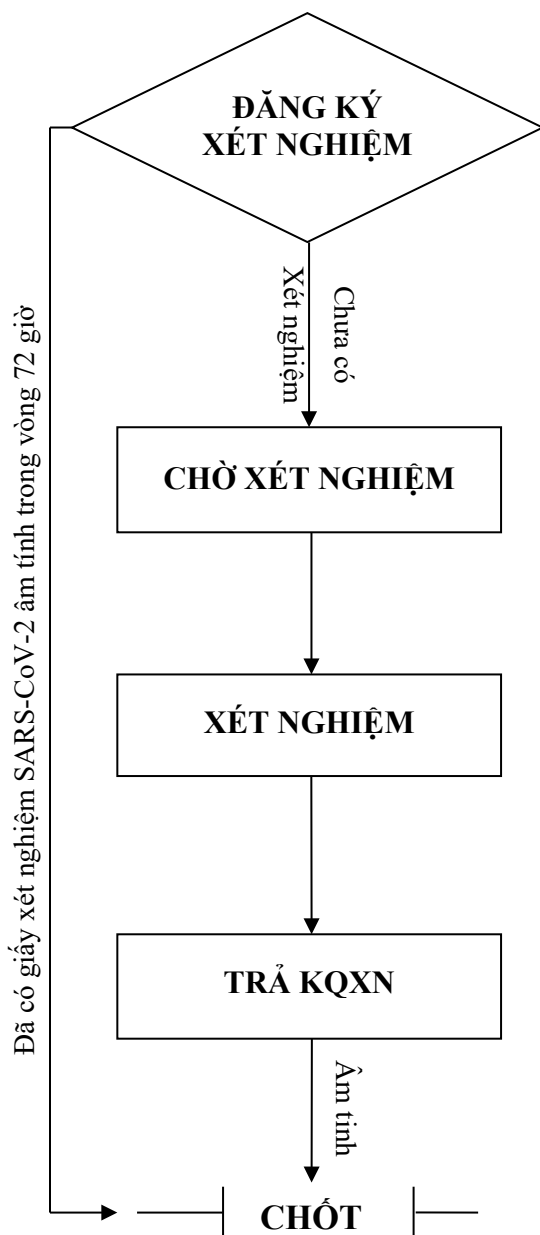 ĐĂNG KÝ
XÉT NGHIỆM
Chưa có
Xét nghiệm
Đã có giấy xét nghiệm SARS-CoV-2 âm tính trong vòng 72 giờ
CHỜ XÉT NGHIỆM
XÉT NGHIỆM
TRẢ KQXN
Âm tinh
CHỐT